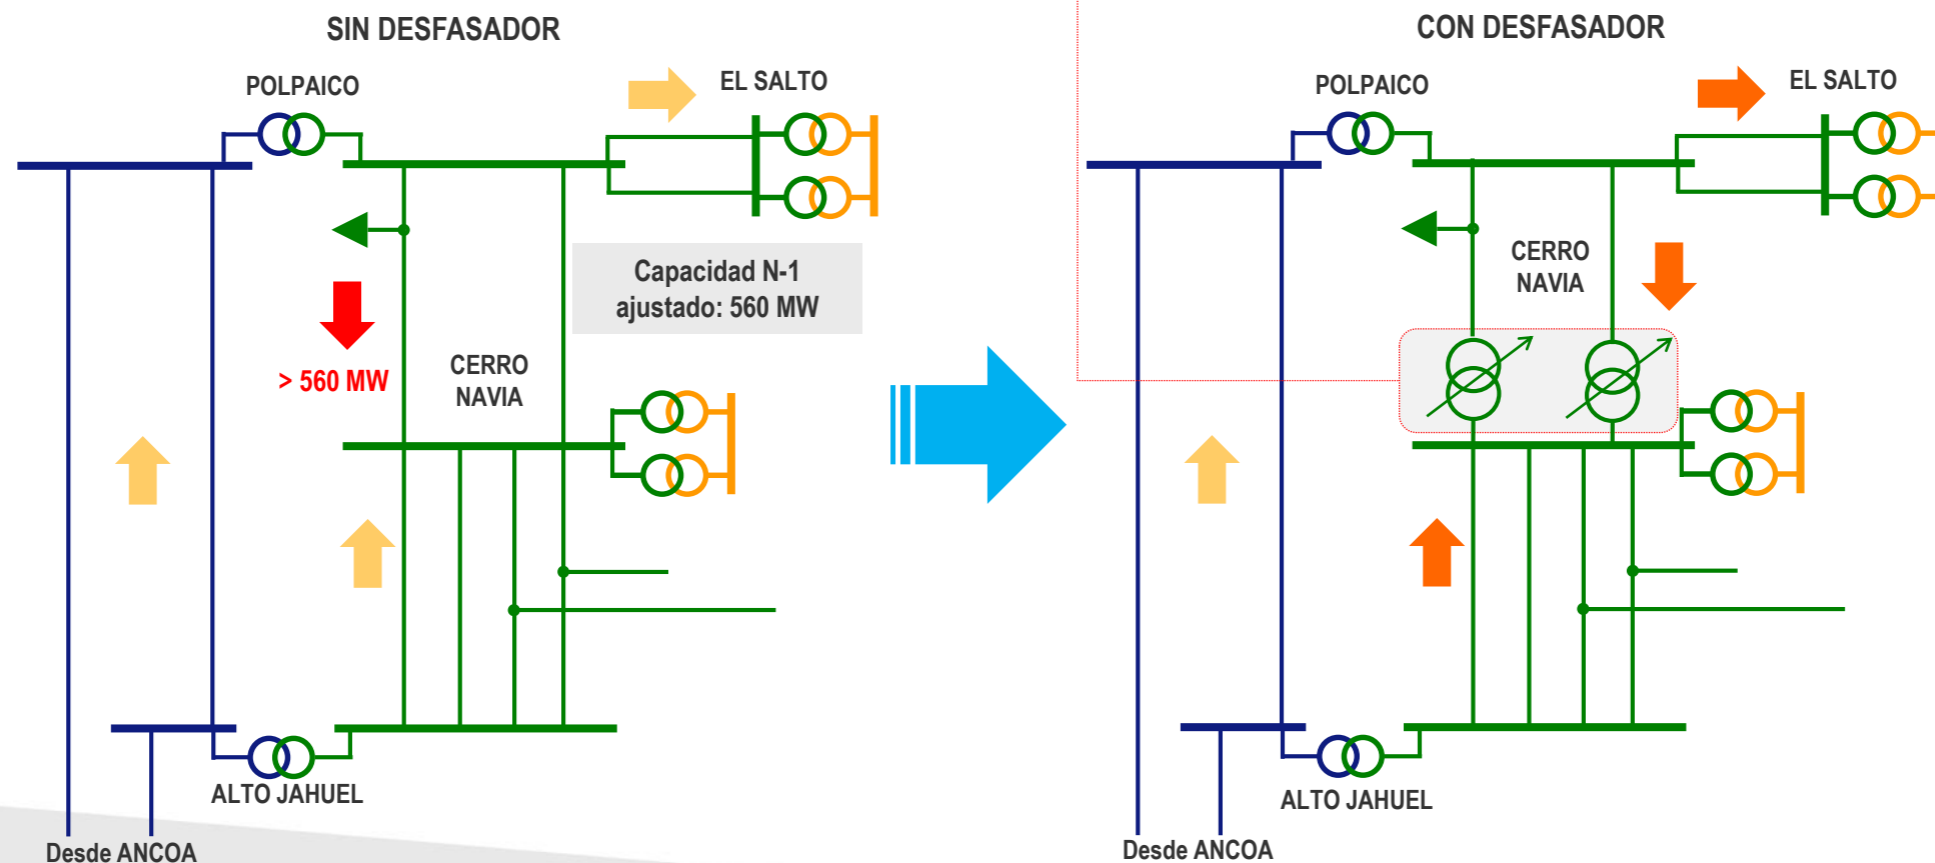 SIN DESFASADOR
POLPAICO
EL SALTO
Capacidad N-1
ajustado: 560 MW
> 560 MW
CERRO
NAVIA
ALTO JAHUEL
Desde ANCOA
CON DESFASADOR
POLPAICO
EL SALTO
CERRO
NAVIA
ALTO JAHUEL
Desde ANCOA